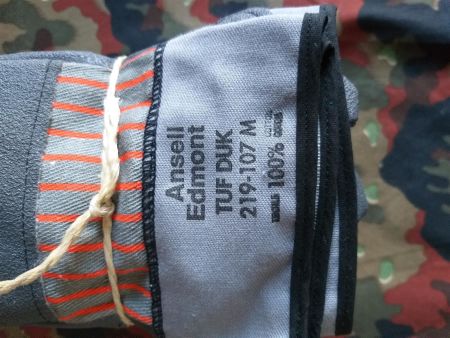 Ansell
Edmont
TUF DUK
219-107 M
100%